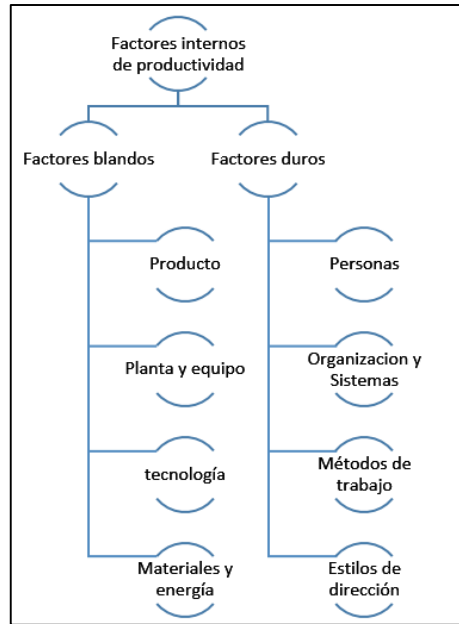 Factores internos
de productividad
Factores blandos
Factores duros
Producto
Personas
Planta y equipo
Organizacion y
Sistemas
tecnología
Métodos de
trabajo
Materiales y
energía
Estilos de
dirección